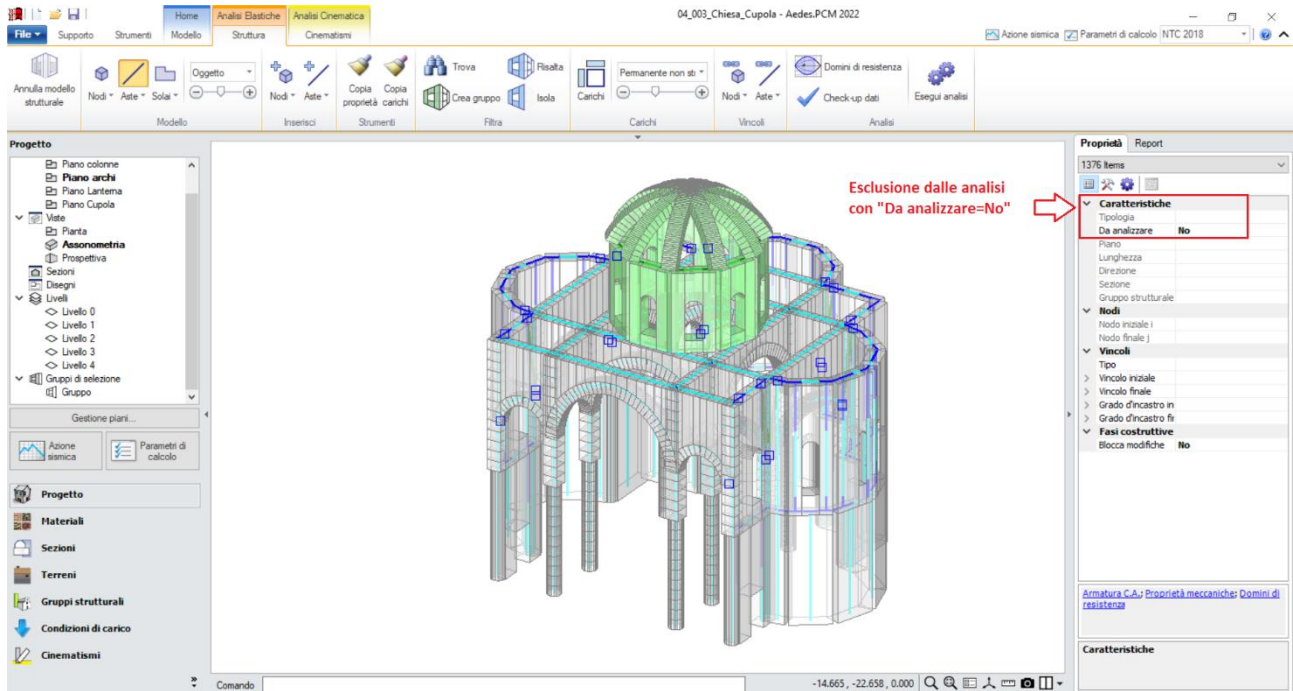 04_003_Chiesa_Cupola - Aedes.PCM 2022
Home
Analisi Elastiche
Analisi Cinematica
File
Supporto
Strumenti
Modello
Struttura
Cinematismi
Azione sismica
Parametri di calcolo
NTC 2018
Annulla modello
strutturale
Nodi
Aste
Solai
Oggetto
Modello
Nodi
Aste
Inserisci
Copia
proprietà
Copia
carichi
Strumenti
Trova
Crea gruppo
Risalta
Isola
Filtra
Carichi
Permanente non st
Carichi
Nodi
Aste
Vincoli
Domini di resistenza
Check-up dati
Esegui analisi
Analisi
Progetto
Piano colonne
Piano archi
Piano Lanterna
Piano Cupola
Viste
Pianta
Assonometria
Prospettiva
Sezioni
Disegni
Livelli
Livello 0
Livello 1
Livello 2
Livello 3
Livello 4
Gruppi di selezione
Gruppo
Gestione piani...
Azione
sismica
Parametri di
calcolo
Progetto
Materiali
Sezioni
Terreni
Gruppi strutturali
Condizioni di carico
Cinematismi
Esclusione dalle analisi
con "Da analizzare=No"
Comando
-14.665 , -22.658 , 0.000
Proprietà
Report
1376 Items
Caratteristiche
Tipologia
Da analizzare No
Piano
Lunghezza
Direzione
Sezione
Gruppo strutturale
Nodi
Nodo iniziale i
Nodo finale j
Vincoli
Tipo
Vincolo iniziale
Vincolo finale
Grado d'incastro in
Grado d'incastro fir
Fasi costruttive
Blocca modifiche No
Armatura C.A.; Proprietà meccaniche; Domini di
resistenza
Caratteristiche